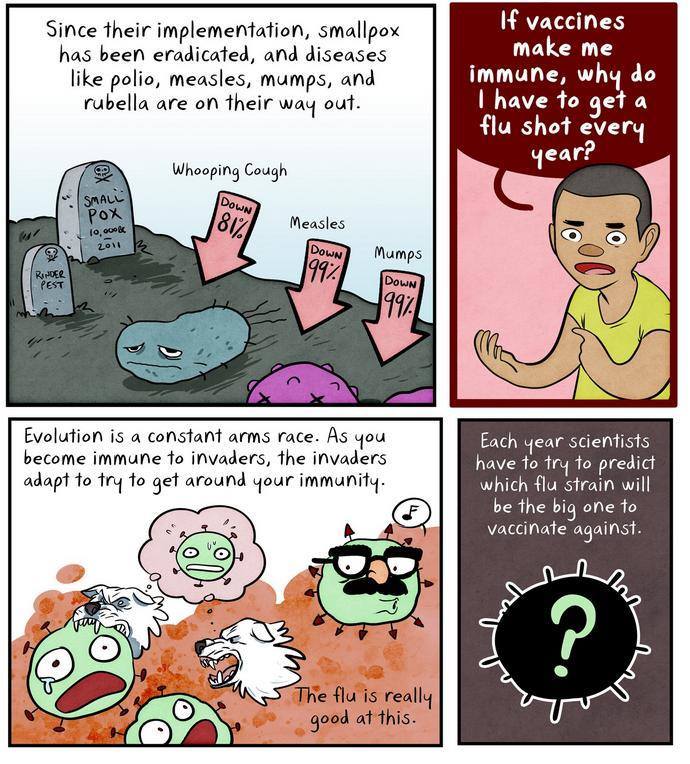 Since their implementation, smallpox
has been eradicated, and diseases
like polio, measles, mumps, and
rubella are on their way out.
Whooping Cough
DOWN
81%
Measles
DOWN
99%
Mumps
DOWN
99%
SMALL
POX
10,000BC
2011
RINDER
PEST
If vaccines
make me
immune, why do
I have to get a
flu shot every
year?
Evolution is a constant arms race. As you
become immune to invaders, the invaders
adapt to try to get around your immunity.
The flu is really
good at this.
Each year scientists
have to try to predict
which flu strain will
be the big one to
vaccinate against.
?